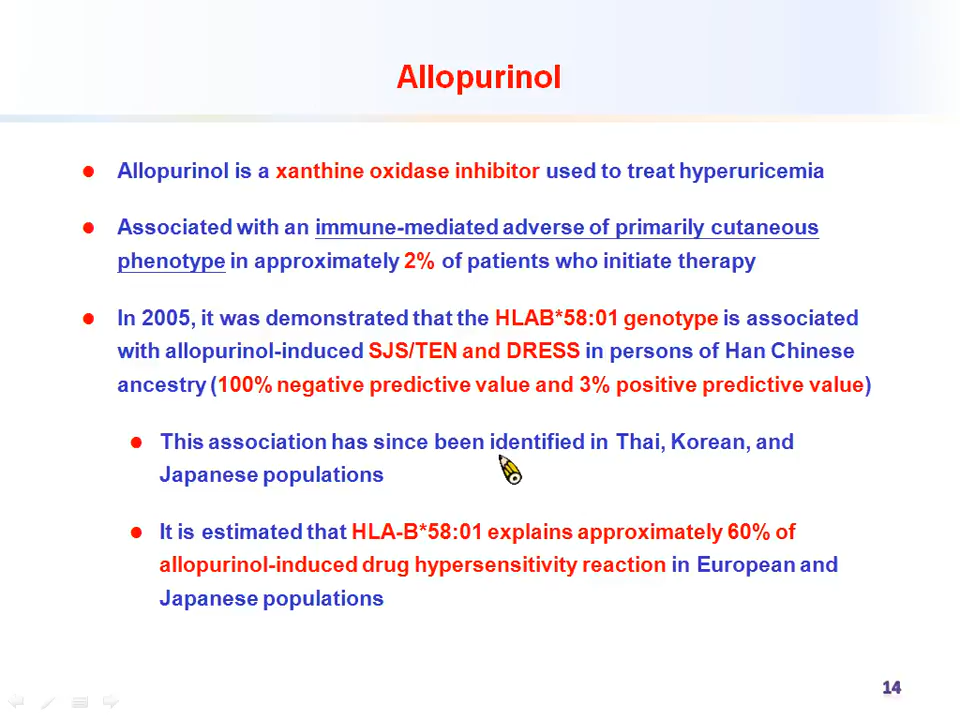 Allopurinol
● Allopurinol is a xanthine oxidase inhibitor used to treat hyperuricemia
● Associated with an immune-mediated adverse of primarily cutaneous
phenotype in approximately 2% of patients who initiate therapy
● In 2005, it was demonstrated that the HLAB*58:01 genotype is associated
with allopurinol-induced SJS/TEN and DRESS in persons of Han Chinese
ancestry (100% negative predictive value and 3% positive predictive value)
● This association has since been identified in Thai, Korean, and
Japanese populations
● It is estimated that HLA-B*58:01 explains approximately 60% of
allopurinol-induced drug hypersensitivity reaction in European and
Japanese populations
14